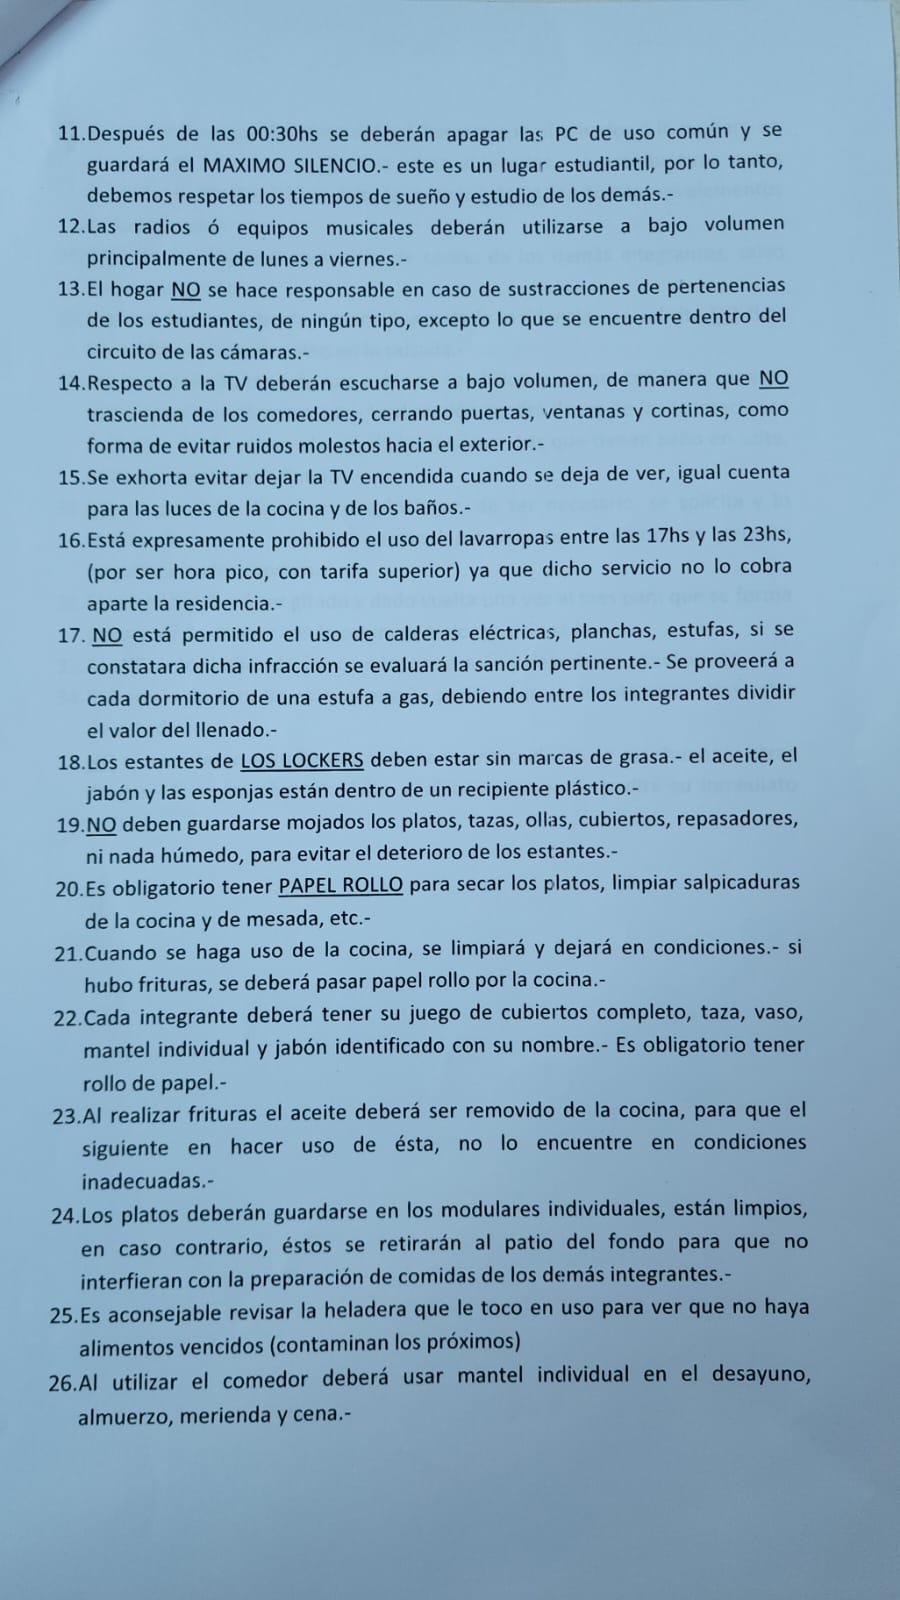 11.Después de las 00:30hs se deberán apagar las PC de uso común y se
guardará el MAXIMO SILENCIO.- este es un lugar estudiantil, por lo tanto,
debemos respetar los tiempos de sueño y estudio de los demás.-
12.Las radios ó equipos musicales deberán utilizarse a bajo volumen
principalmente de lunes a viernes.-
13.El hogar NO se hace responsable en caso de sustracciones de pertenencias
de los estudiantes, de ningún tipo, excepto lo que se encuentre dentro del
circuito de las cámaras.-
14.Respecto a la TV deberán escucharse a bajo volumen, de manera que NO
trascienda de los comedores, cerrando puertas, ventanas y cortinas, como
forma de evitar ruidos molestos hacia el exterior.-
15.Se exhorta evitar dejar la TV encendida cuando se deja de ver, igual cuenta
para las luces de la cocina y de los baños.-
16.Está expresamente prohibido el uso del lavarropas entre las 17hs y las 23hs,
(por ser hora pico, con tarifa superior) ya que dicho servicio no lo cobra
aparte la residencia.-
17. NO está permitido el uso de calderas eléctricas, planchas, estufas, si se
constatara dicha infracción se evaluará la sanción pertinente.- Se proveerá a
cada dormitorio de una estufa a gas, debiendo entre los integrantes dividir
el valor del llenado.-
18.Los estantes de LOS LOCKERS deben estar sin marcas de grasa.- el aceite, el
jabón y las esponjas están dentro de un recipiente plástico.-
19.NO deben guardarse mojados los platos, tazas, ollas, cubiertos, repasadores,
ni nada húmedo, para evitar el deterioro de los estantes.-
20.Es obligatorio tener PAPEL ROLLO para secar los platos, limpiar salpicaduras
de la cocina y de mesada, etc.-
21.Cuando se haga uso de la cocina, se limpiará y dejará en condiciones.- si
hubo frituras, se deberá pasar papel rollo por la cocina.-
22.Cada integrante deberá tener su juego de cubiertos completo, taza, vaso,
mantel individual y jabón identificado con su nombre.- Es obligatorio tener
rollo de papel.-
23.Al realizar frituras el aceite deberá ser removido de la cocina, para que el
siguiente en hacer uso de ésta, no lo encuentre en condiciones
inadecuadas.-
24.Los platos deberán guardarse en los modulares individuales, están limpios,
en caso contrario, éstos se retirarán al patio del fondo para que no
interfieran con la preparación de comidas de los demás integrantes.-
25.Es aconsejable revisar la heladera que le toco en uso para ver que no haya
alimentos vencidos (contaminan los próximos)
26.Al utilizar el comedor deberá usar mantel individual en el desayuno,
almuerzo, merienda y cena.-